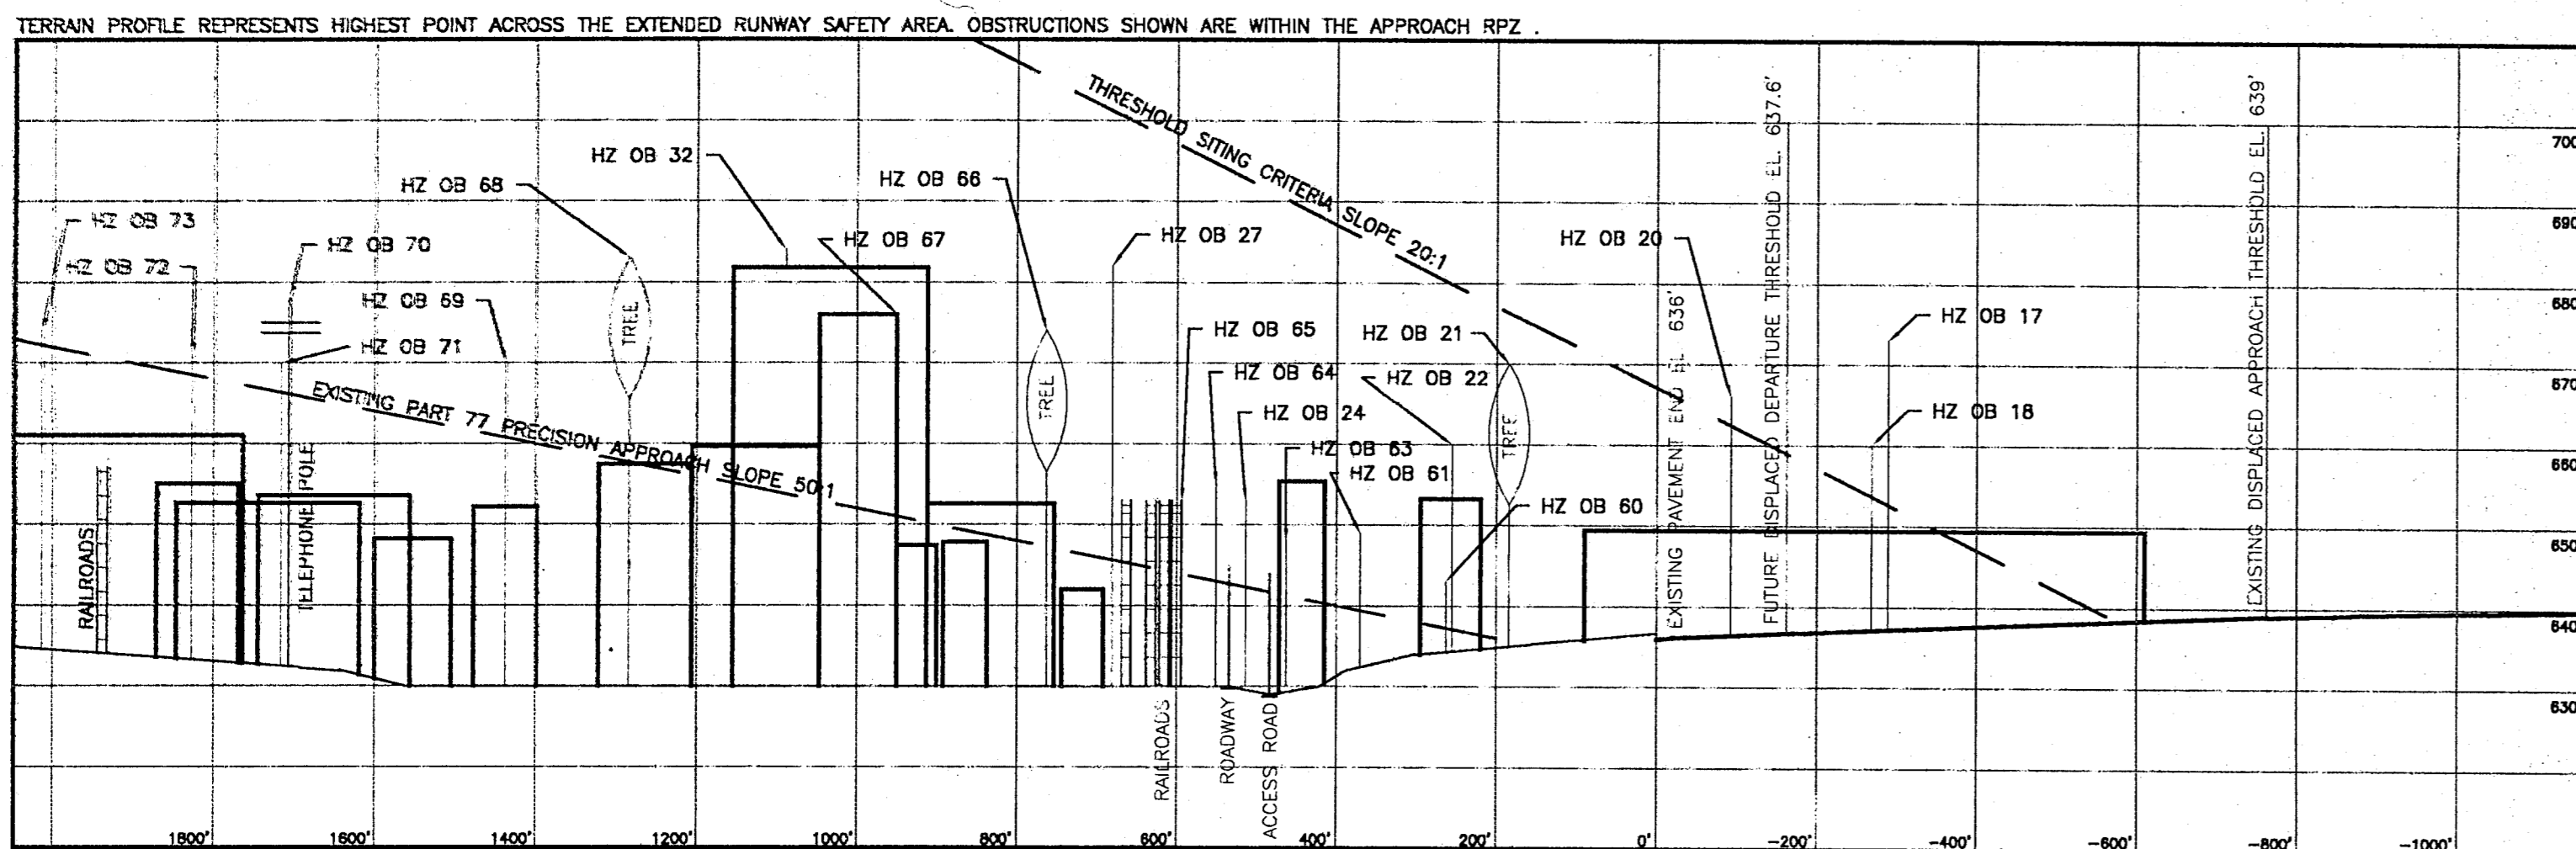 TERRAIN PROFILE REPRESENTS HIGHEST POINT ACROSS THE EXTENDED RUNWAY SAFETY AREA. OBSTRUCTIONS SHOWN ARE WITHIN THE APPROACH RPZ .
THRESHOLD SITING CRITERIA SLOPE 20:1
EXISTING PART 77 PRECISION APPROACH SLOPE 50:1
HZ OB 73
HZ OB 72
HZ OB 70
HZ OB 71
HZ OB 69
HZ OB 68
HZ OB 32
HZ OB 67
HZ OB 66
HZ OB 27
HZ OB 65
HZ OB 64
HZ OB 24
HZ OB 63
HZ OB 61
HZ OB 21
HZ OB 22
HZ OB 60
HZ OB 20
HZ OB 17
HZ OB 18
TREE
TREE
TREE
RAILROADS
TELEPHONE POLE
RAILROADS
ROADWAY
ACCESS ROAD
EXISTING PAVEMENT END EL. 636'
FUTURE DISPLACED DEPARTURE THRESHOLD EL. 637.6'
EXISTING DISPLACED APPROACH THRESHOLD EL. 639'
700
690
680
670
660
650
640
630
1800'
1600'
1400'
1200'
1000'
800'
600'
400'
200'
0'
-200'
-400'
-600'
-800'
-1000'